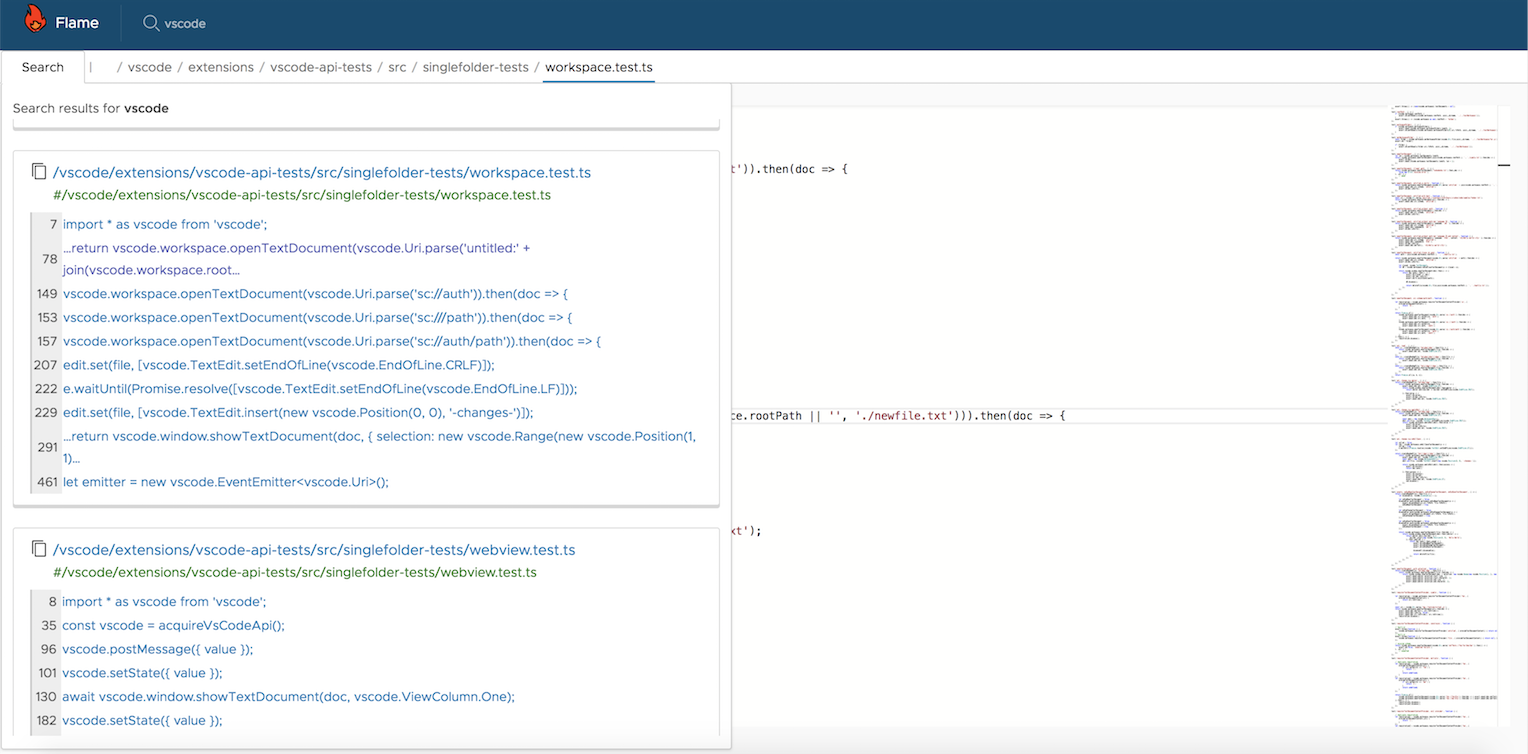 Flame
vscode
Search | / vscode / extensions / vscode-api-tests / src / singlefolder-tests / workspace.test.ts
Search results for vscode
/vscode/extensions/vscode-api-tests/src/singlefolder-tests/workspace.test.ts
#/vscode/extensions/vscode-api-tests/src/singlefolder-tests/workspace.test.ts
7 import * as vscode from 'vscode';
78 ...return vscode.workspace.openTextDocument(vscode.Uri.parse('untitled:' +
join(vscode.workspace.root...
149 vscode.workspace.openTextDocument(vscode.Uri.parse('sc://auth')).then(doc => {
153 vscode.workspace.openTextDocument(vscode.Uri.parse('sc:///path')).then(doc => {
157 vscode.workspace.openTextDocument(vscode.Uri.parse('sc://auth/path')).then(doc => {
207 edit.set(file, [vscode.TextEdit.setEndOfLine(vscode.EndOfLine.CRLF)]);
222 e.waitUntil(Promise.resolve([vscode.TextEdit.setEndOfLine(vscode.EndOfLine.LF)]));
229 edit.set(file, [vscode.TextEdit.insert(new vscode.Position(0, 0), '-changes-')]);
291 ...return vscode.window.showTextDocument(doc, { selection: new vscode.Range(new vscode.Position(1,
1)...
461 let emitter = new vscode.EventEmitter<vscode.Uri>();
/vscode/extensions/vscode-api-tests/src/singlefolder-tests/webview.test.ts
#/vscode/extensions/vscode-api-tests/src/singlefolder-tests/webview.test.ts
8 import * as vscode from 'vscode';
35 const vscode = acquireVsCodeApi();
96 vscode.postMessage({ value });
101 vscode.setState({ value });
130 await vscode.window.showTextDocument(doc, vscode.ViewColumn.One);
182 vscode.setState({ value });
t')).then(doc => {
ce.rootPath || '', './newfile.txt'))).then(doc => {
xt');